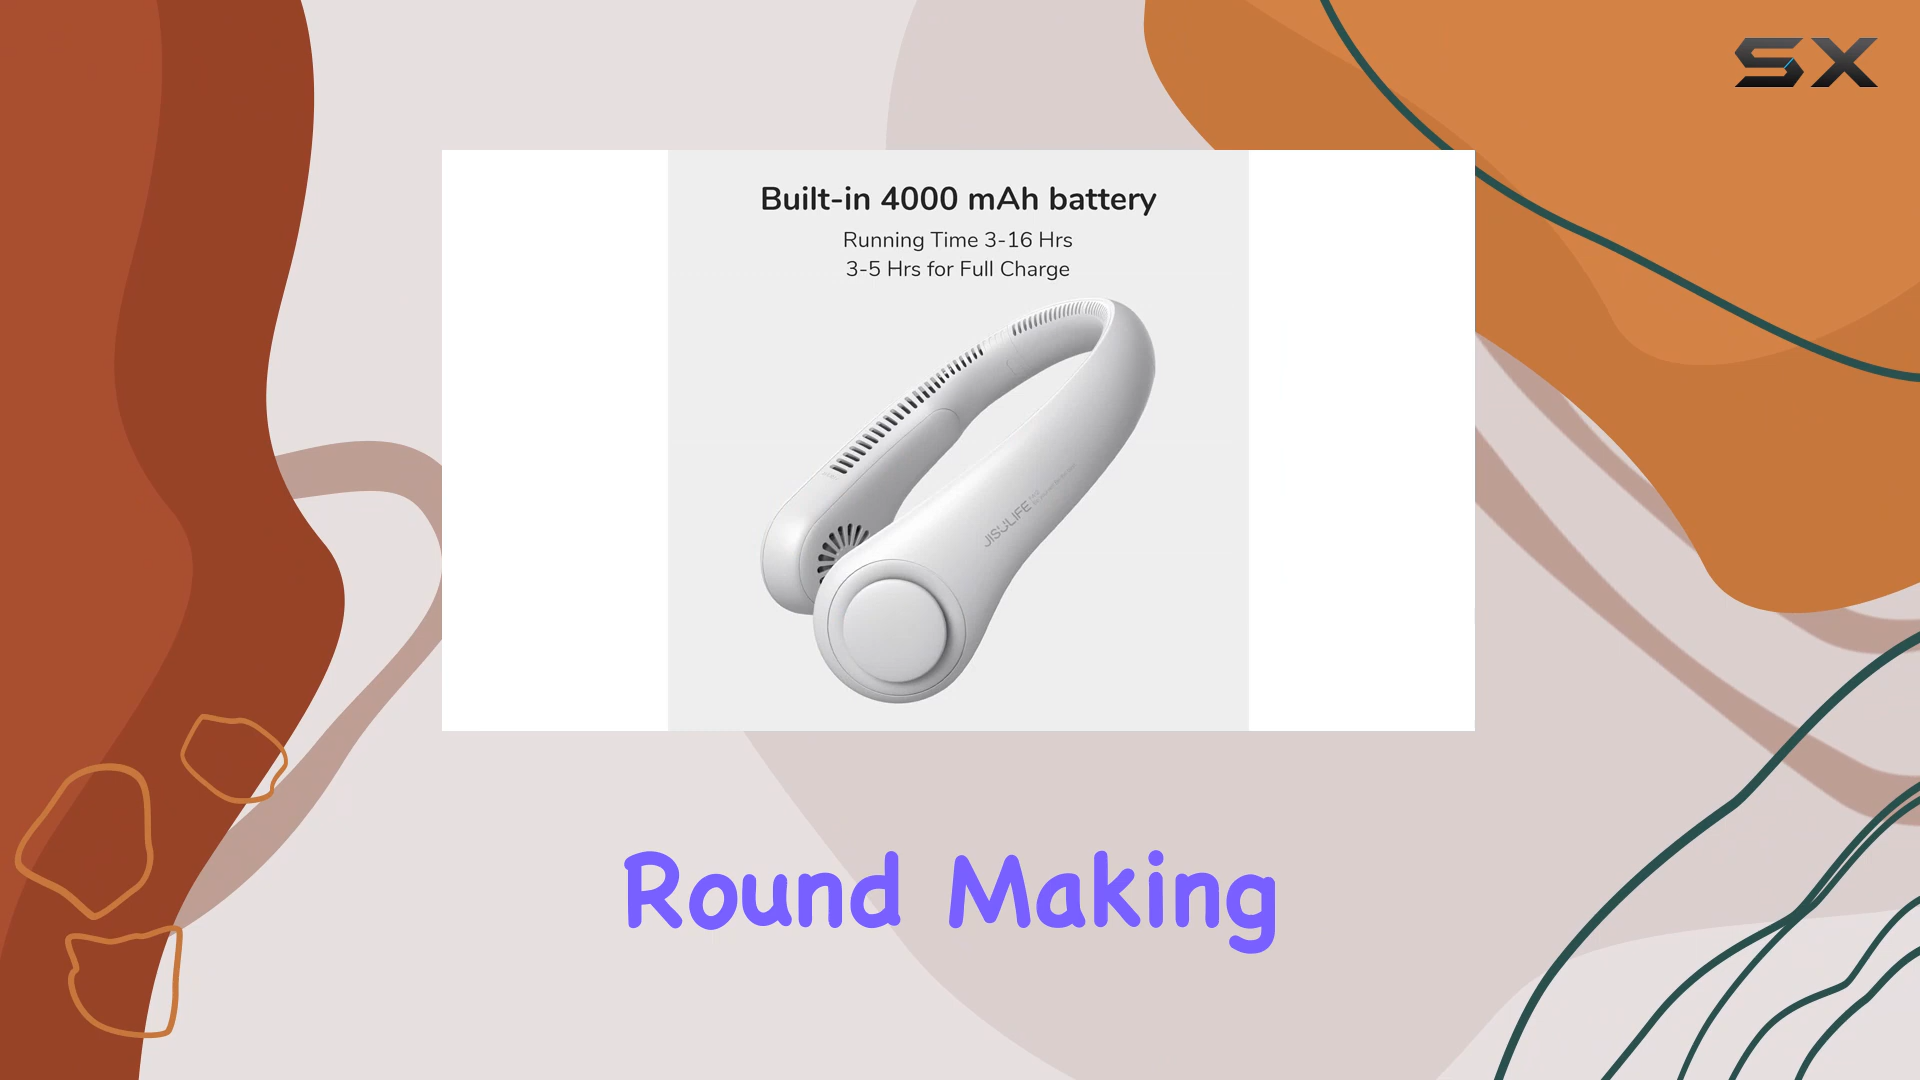 SX
Built-in 4000 mAh battery
Running Time 3-16 Hrs
3-5 Hrs for Full Charge
JISULIFE
Round Making